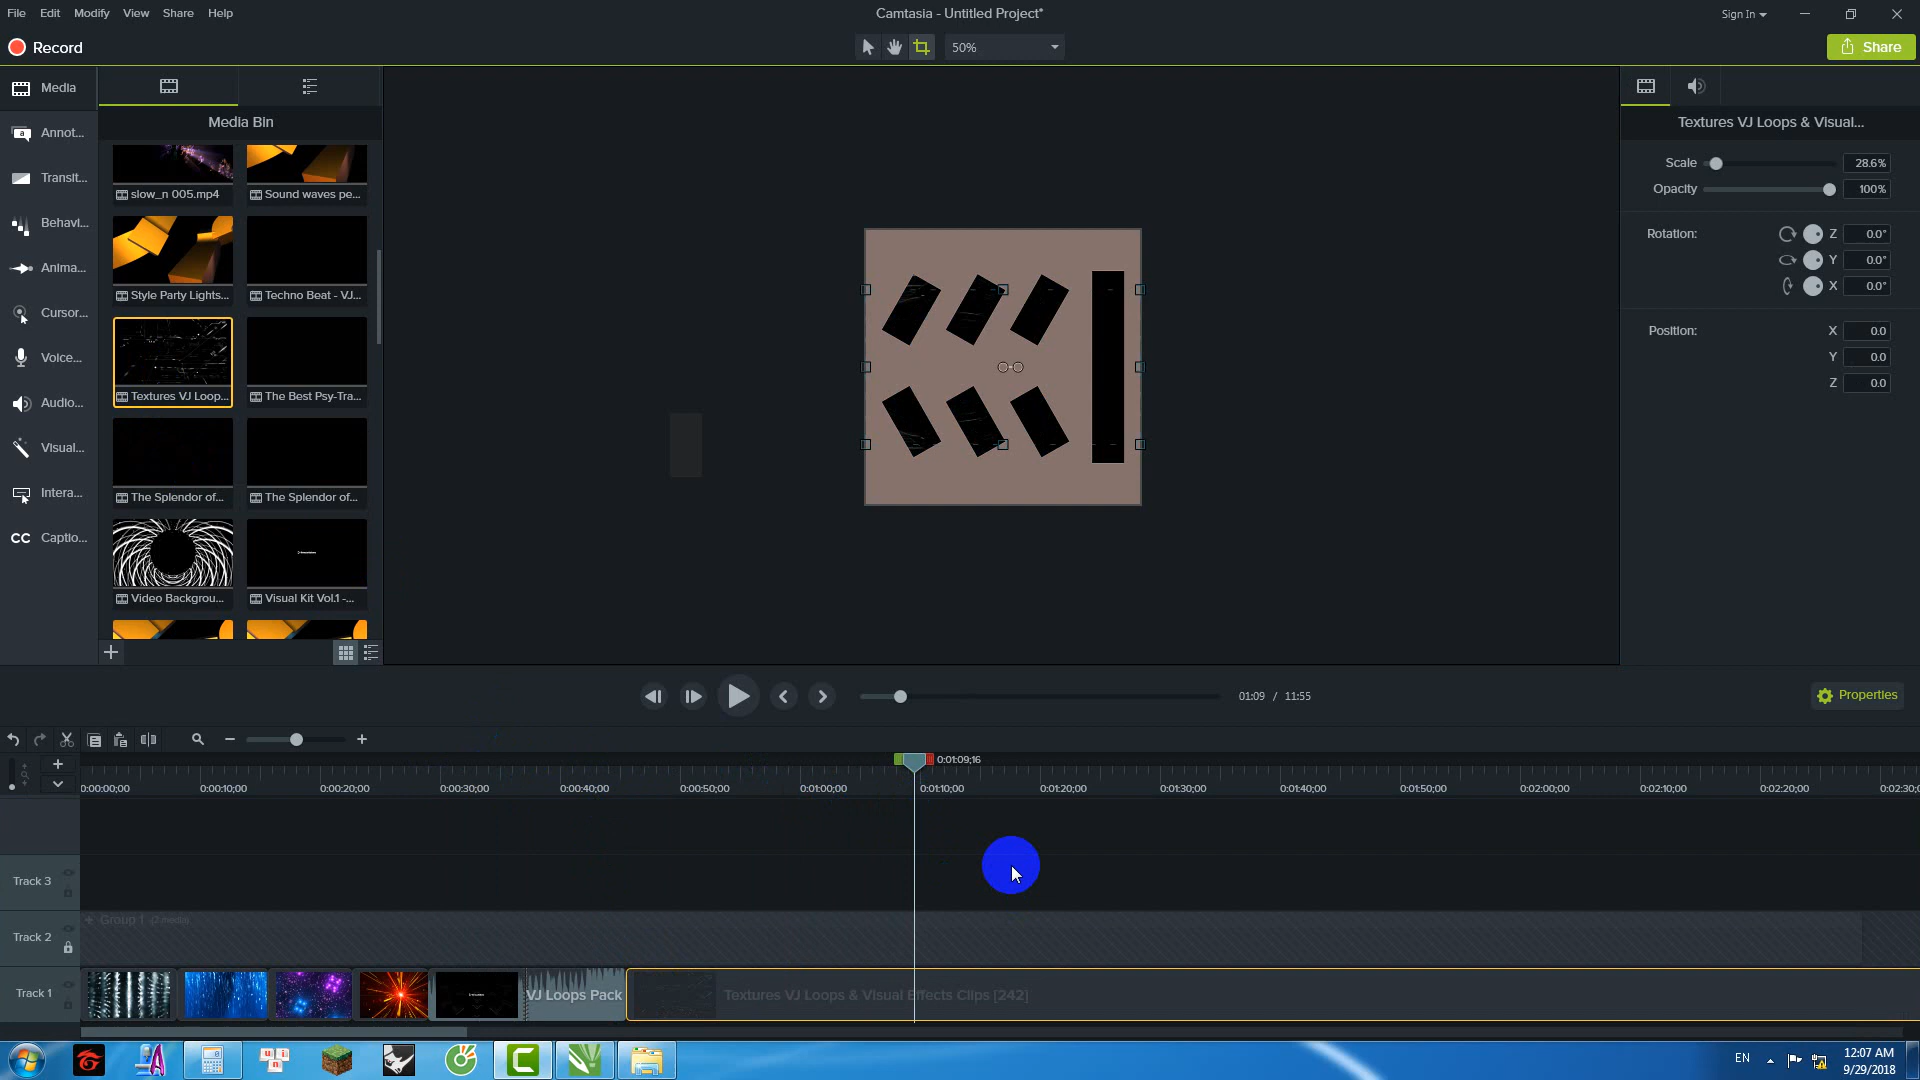 File Edit Modify View Share Help
Camtasia - Untitled Project*
Sign In
Record
50%
Share
Media
Annot...
Transit...
Behavi...
Anima...
Cursor...
Voice...
Audio...
Visual...
Intera...
CC Captio...
Media Bin
slow_n 005.mp4
Sound waves pe...
Style Party Lights...
Techno Beat - VJ...
Textures VJ Loop...
The Best Psy-Tra...
The Splendor of...
The Splendor of...
Video Backgrou...
Visual Kit Vol.1 -...
Textures VJ Loops & Visual...
Scale 28.6%
Opacity 100%
Rotation: Z 0.0°
Y 0.0°
X 0.0°
Position: X 0.0
Y 0.0
Z 0.0
01:09 / 11:55
Properties
0:01:09;16
0:00:00;00 0:00:10;00 0:00:20;00 0:00:30;00 0:00:40;00 0:00:50;00 0:01:00;00 0:01:10;00 0:01:20;00 0:01:30;00 0:01:40;00 0:01:50;00 0:02:00;00 0:02:10;00 0:02:20;00 0:02:30;0
Track 3
Track 2
+ Group 1 (7 media)
Track 1
VJ Loops Pack
Textures VJ Loops & Visual Effects Clips [242]
EN
12:07 AM
9/29/2018